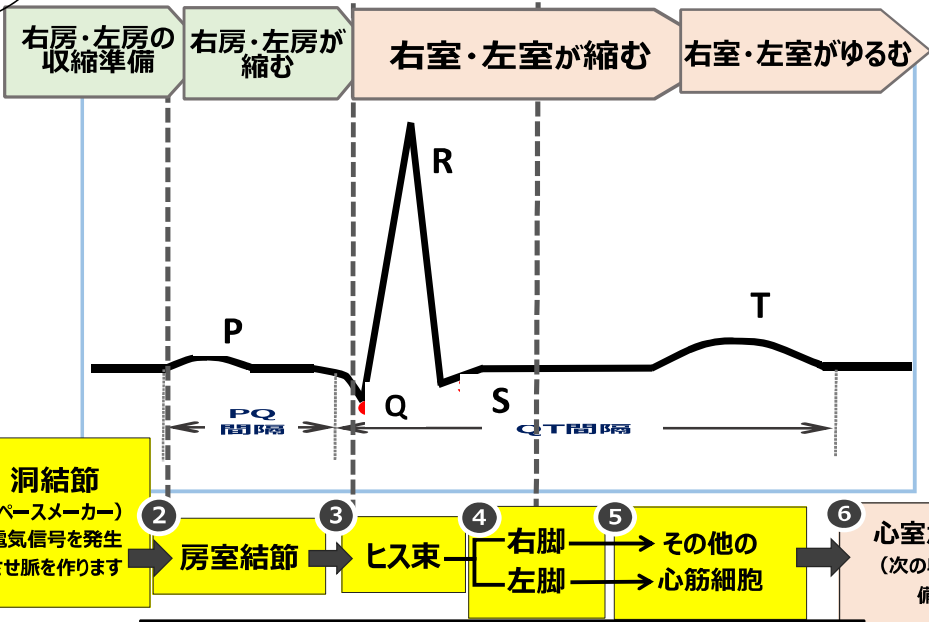 右房・左房の
収縮準備
右房・左房が
縮む
右室・左室が縮む
右室・左室がゆるむ
R
P
T
Q
S
PQ
間隔
QT間隔
洞結節
ペースメーカー）
電気信号を発生
させ脈を作ります
2
房室結節
3
ヒス束
4
右脚
左脚
5
その他の
心筋細胞
6
心室
（次の